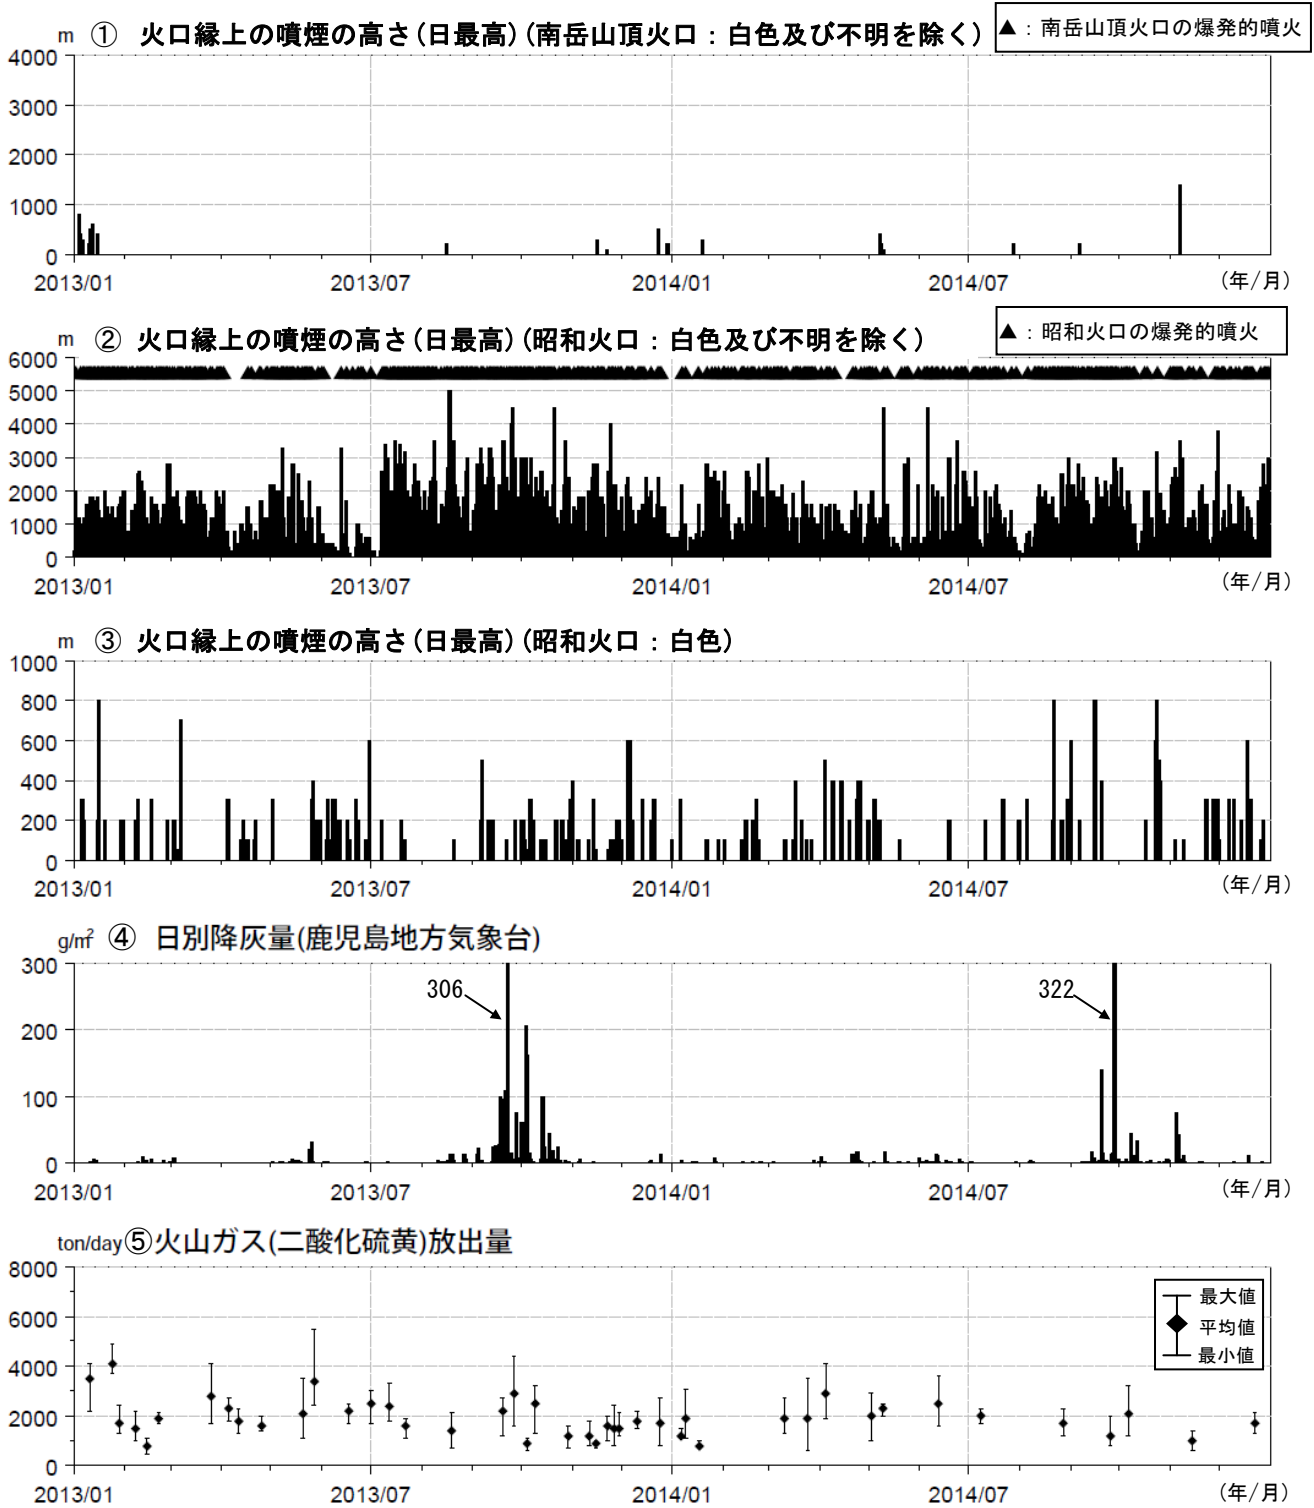 m ① 火口縁上の噴煙の高さ(日最高)(南岳山頂火口：白色及び不明を除く)
▲：南岳山頂火口の爆発的噴火
4000
3000
2000
1000
0
2013/01 2013/07 2014/01 2014/07 (年/月)
m ② 火口縁上の噴煙の高さ(日最高)(昭和火口：白色及び不明を除く)
▲：昭和火口の爆発的噴火
6000
5000
4000
3000
2000
1000
0
2013/01 2013/07 2014/01 2014/07 (年/月)
m ③ 火口縁上の噴煙の高さ(日最高)(昭和火口：白色)
1000
800
600
400
200
0
2013/01 2013/07 2014/01 2014/07 (年/月)
g/㎡ ④ 日別降灰量(鹿児島地方気象台)
300
306 322
200
100
0
2013/01 2013/07 2014/01 2014/07 (年/月)
ton/day ⑤火山ガス(二酸化硫黄)放出量
8000
最大値
平均値
最小値
6000
4000
2000
0
2013/01 2013/07 2014/01 2014/07 (年/月)